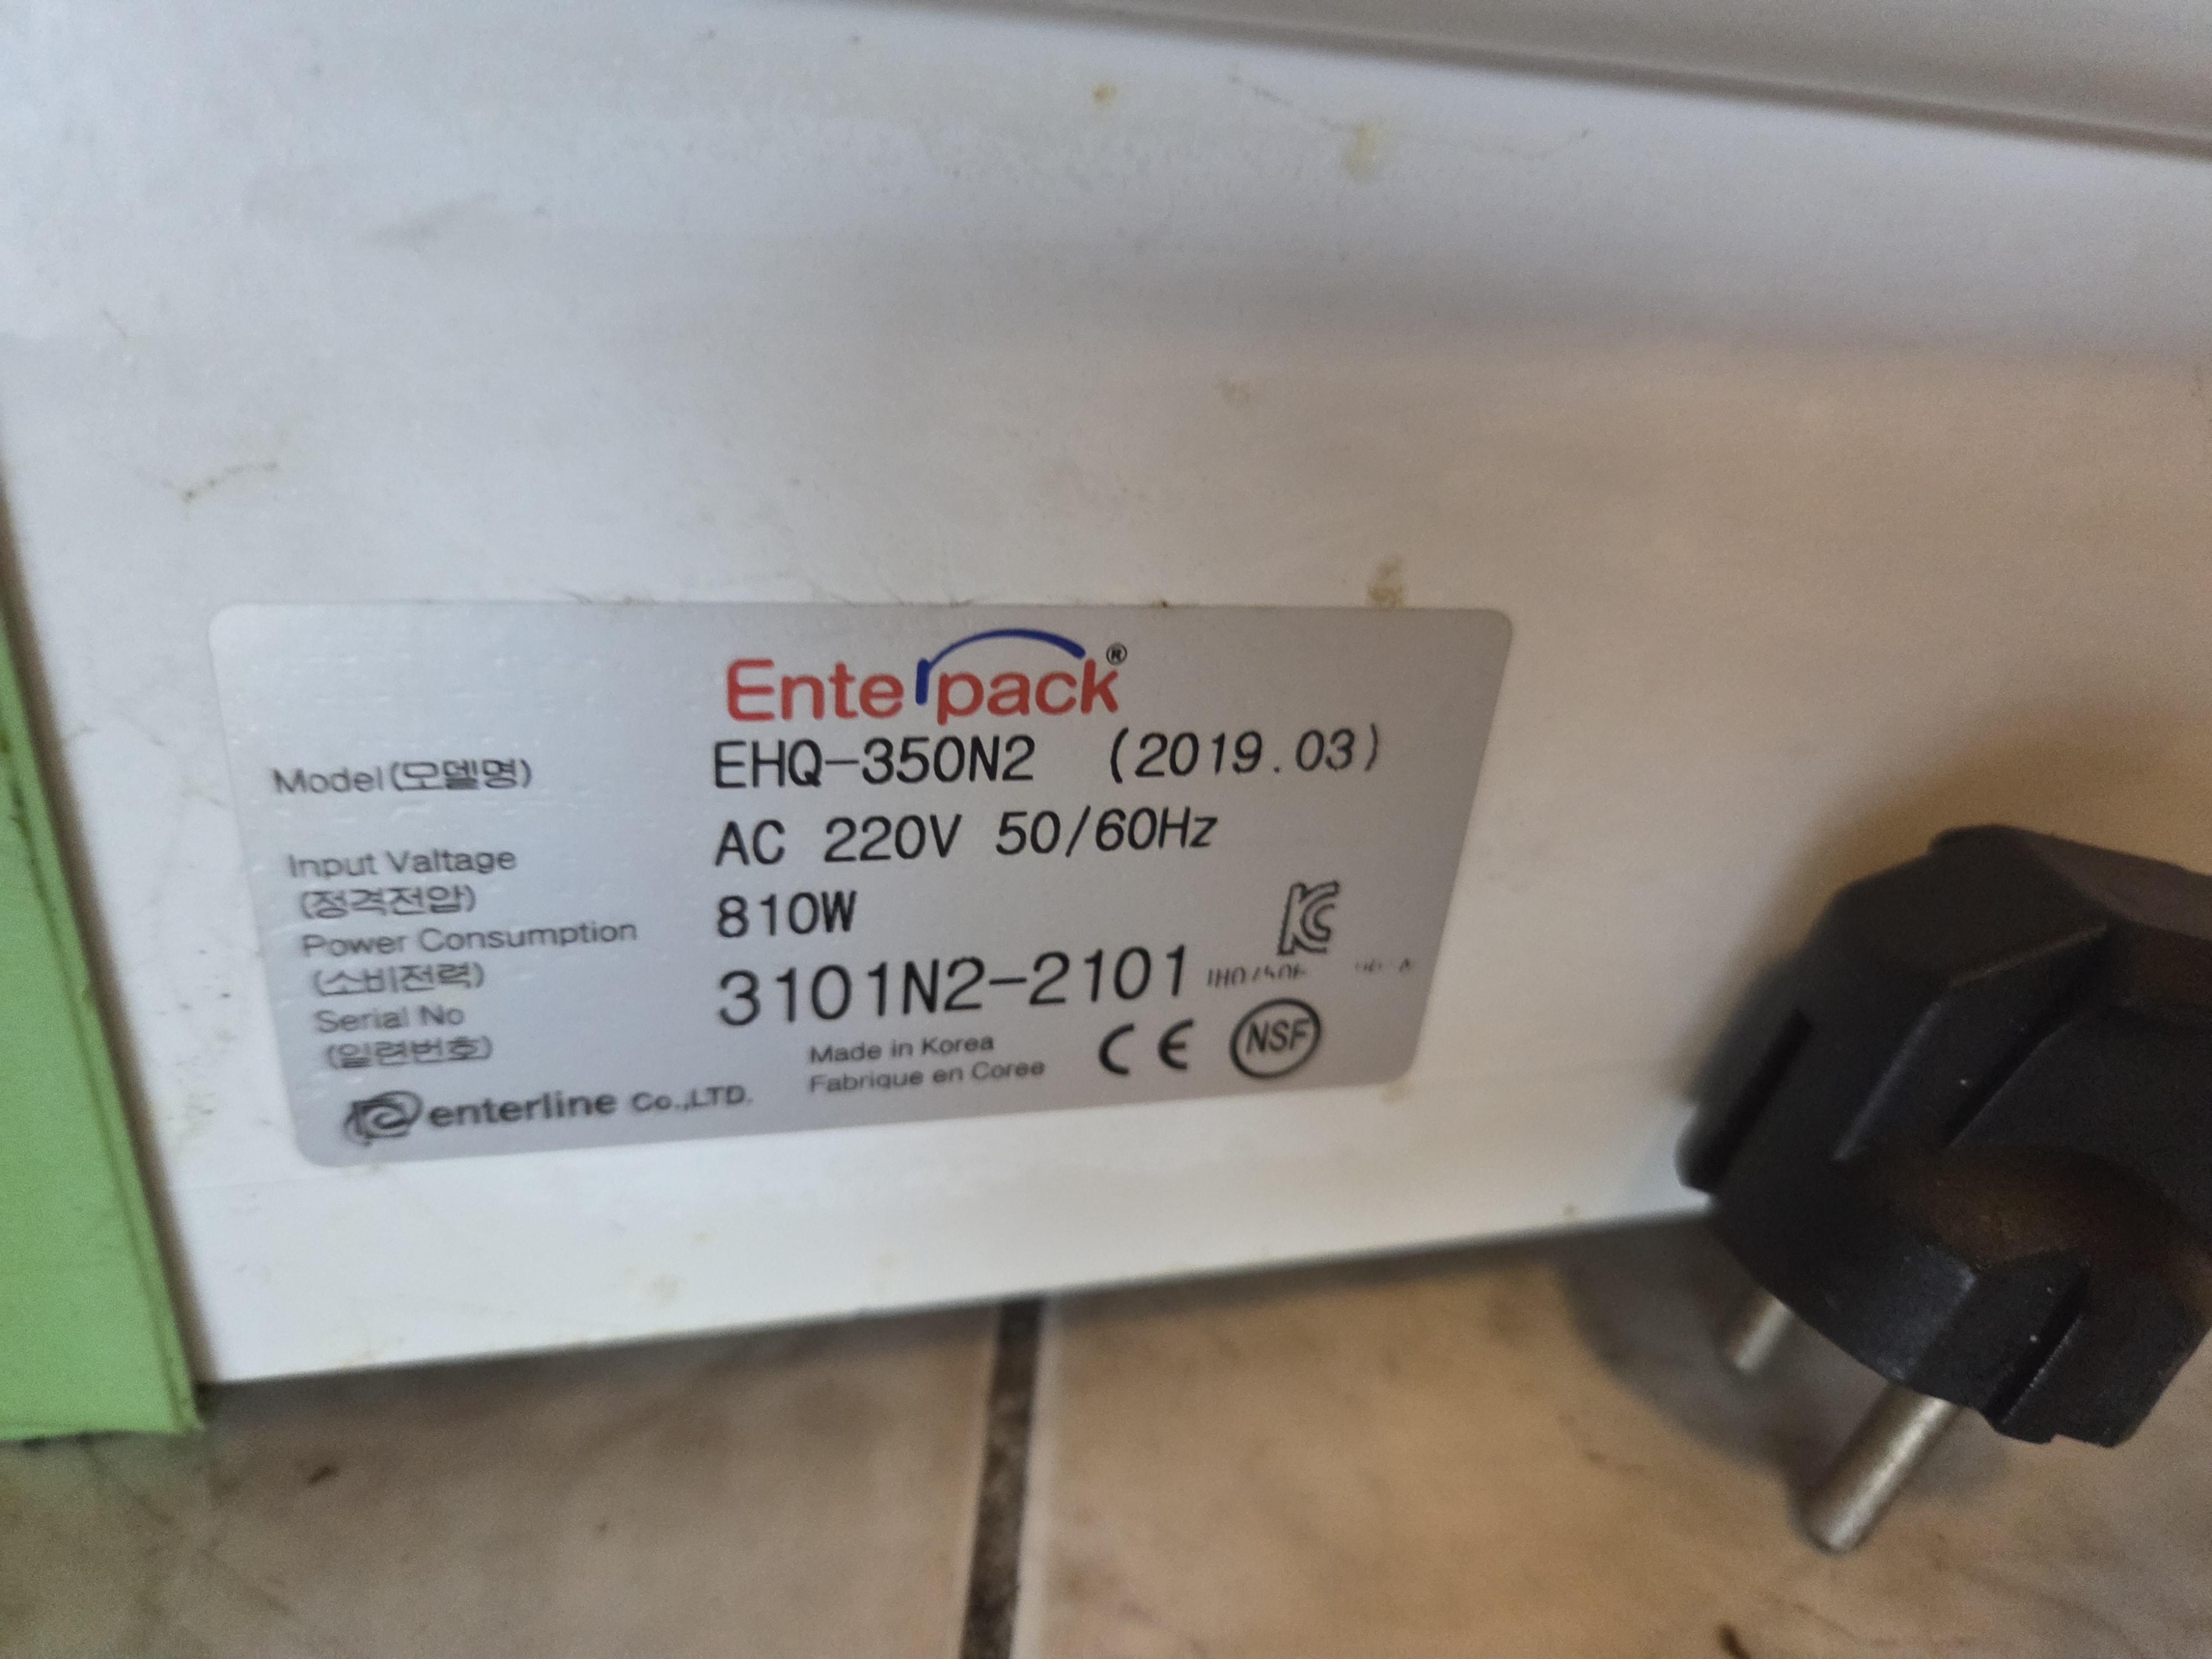 Enterpack®
Model(모델명) EHQ-350N2 (2019.03)
Input Valtage AC 220V 50/60Hz
(정격전압)
Power Consumption 810W
(소비전력)
Serial No 3101N2-2101
(일련번호)
KC
Made in Korea
Fabrique en Coree
CE NSF
enterline Co.,LTD.